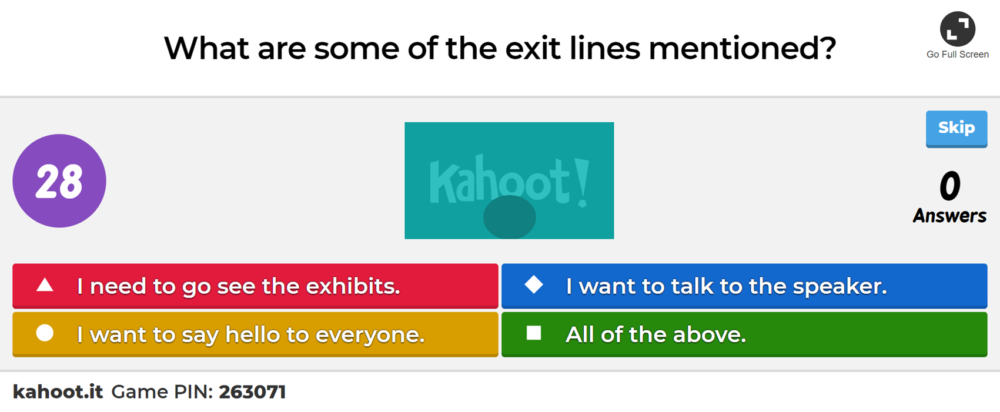 What are some of the exit lines mentioned?
Go Full Screen
28
Kahoot!
Skip
0
Answers
I need to go see the exhibits.
I want to talk to the speaker.
I want to say hello to everyone.
All of the above.
kahoot.it Game PIN: 263071